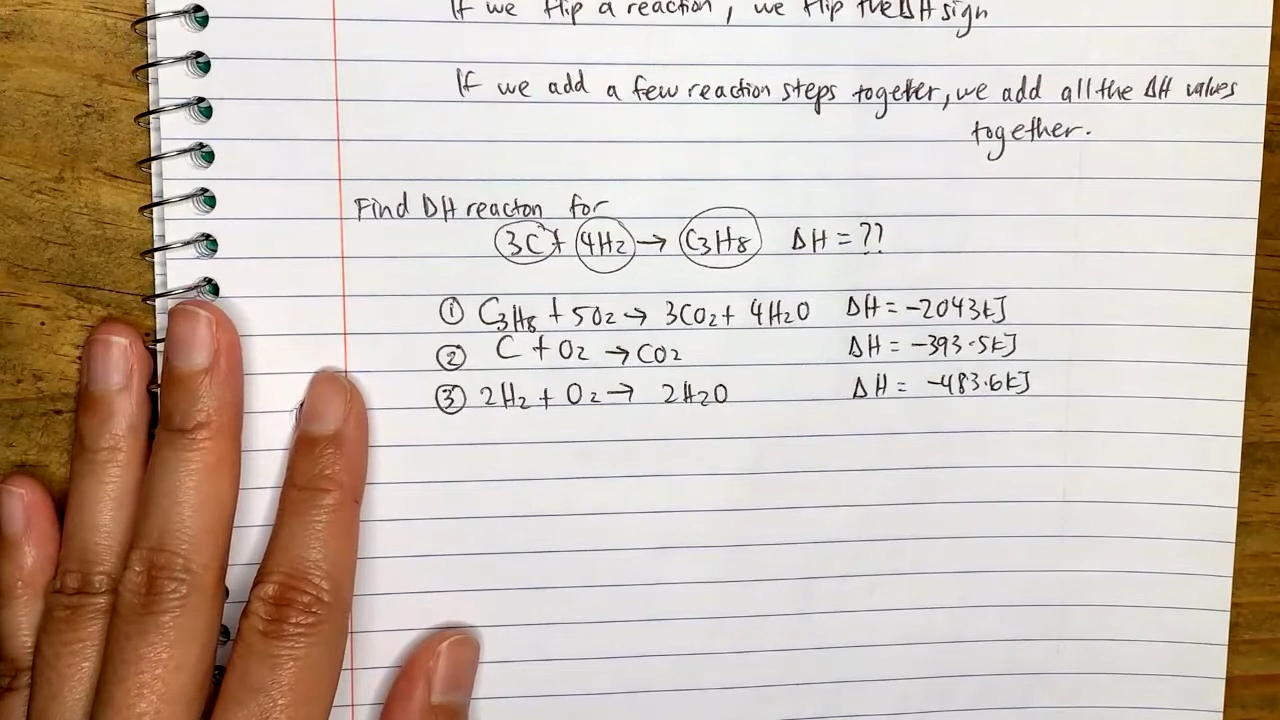 If we flip a reaction, we flip the ΔH sign
If we add a few reaction steps together, we add all the ΔH values
together.
Find ΔH reacton for
3C + 4H2 → C3H8 ΔH = ??
① C3H8 + 5O2 → 3CO2 + 4H2O ΔH = -2043kJ
② C + O2 → CO2 ΔH = -393.5kJ
③ 2H2 + O2 → 2H2O ΔH = -483.6kJ